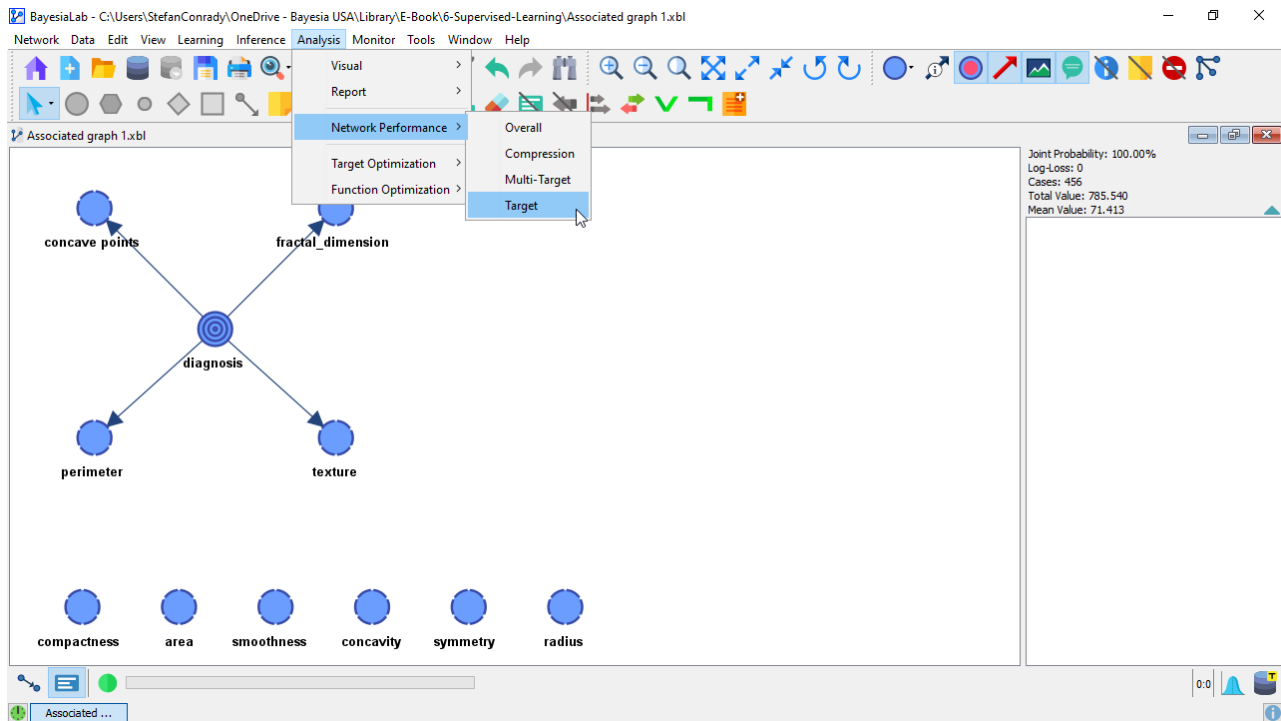 BayesiaLab - C:\Users\StefanConrady\OneDrive - Bayesia USA\Library\E-Book\6-Supervised-Learning\Associated graph 1.xbl
Network Data Edit View Learning Inference Analysis Monitor Tools Window Help
Visual
Report
Network Performance
Target Optimization
Function Optimization
Overall
Compression
Multi-Target
Target
Associated graph 1.xbl
Joint Probability: 100.00%
Log-Loss: 0
Cases: 456
Total Value: 785.540
Mean Value: 71.413
concave points
fractal_dimension
diagnosis
perimeter
texture
compactness
area
smoothness
concavity
symmetry
radius
0:0
T
Associated ...